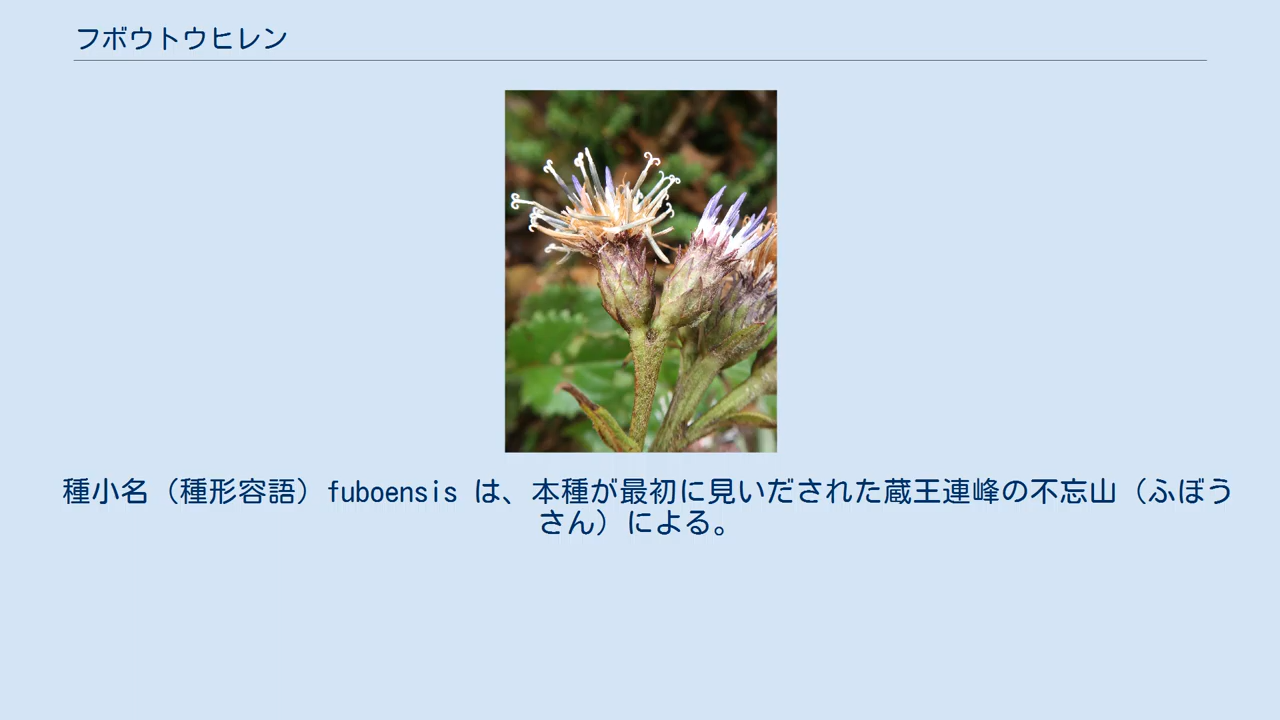 フボウトウヒレン
種小名（種形容語）fuboensis は、本種が最初に見いだされた蔵王連峰の不忘山（ふぼう
さん）による。